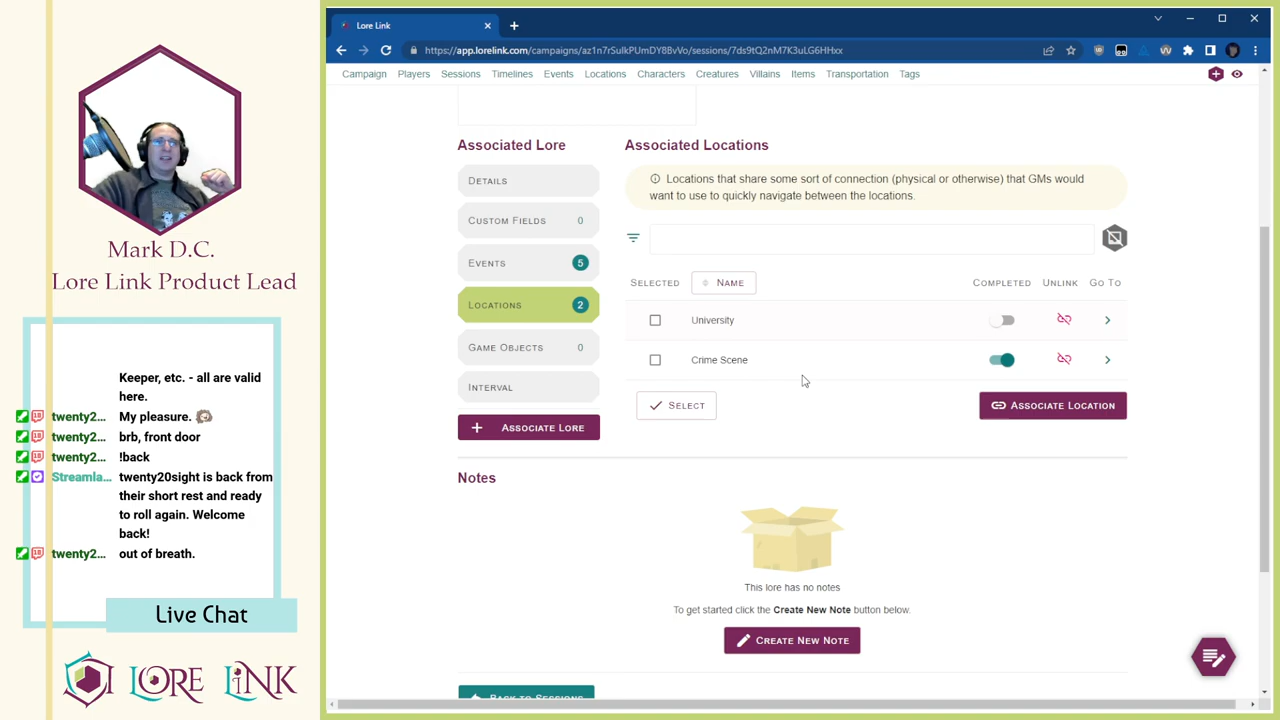 Mark D.C.
Lore Link Product Lead
Keeper, etc. - all are valid
here.
twenty2... My pleasure.
twenty2... brb, front door
twenty2... !back
Streamla... twenty20sight is back from
their short rest and ready
to roll again. Welcome
back!
twenty2... out of breath.
Live Chat
LORE LINK
Lore Link
https://app.lorelink.com/campaigns/az1n7rSulkPUmDY8BvVo/sessions/7ds9tQ2nM7K3uLG6HHxx
Campaign Players Sessions Timelines Events Locations Characters Creatures Villains Items Transportation Tags
Associated Lore
DETAILS
CUSTOM FIELDS 0
EVENTS 5
LOCATIONS 2
GAME OBJECTS 0
INTERVAL
+ ASSOCIATE LORE
Associated Locations
Locations that share some sort of connection (physical or otherwise) that GMs would
want to use to quickly navigate between the locations.
SELECTED NAME COMPLETED UNLINK GO TO
University
Crime Scene
SELECT ASSOCIATE LOCATION
Notes
This lore has no notes
To get started click the Create New Note button below.
CREATE NEW NOTE
BACK TO SESSIONS